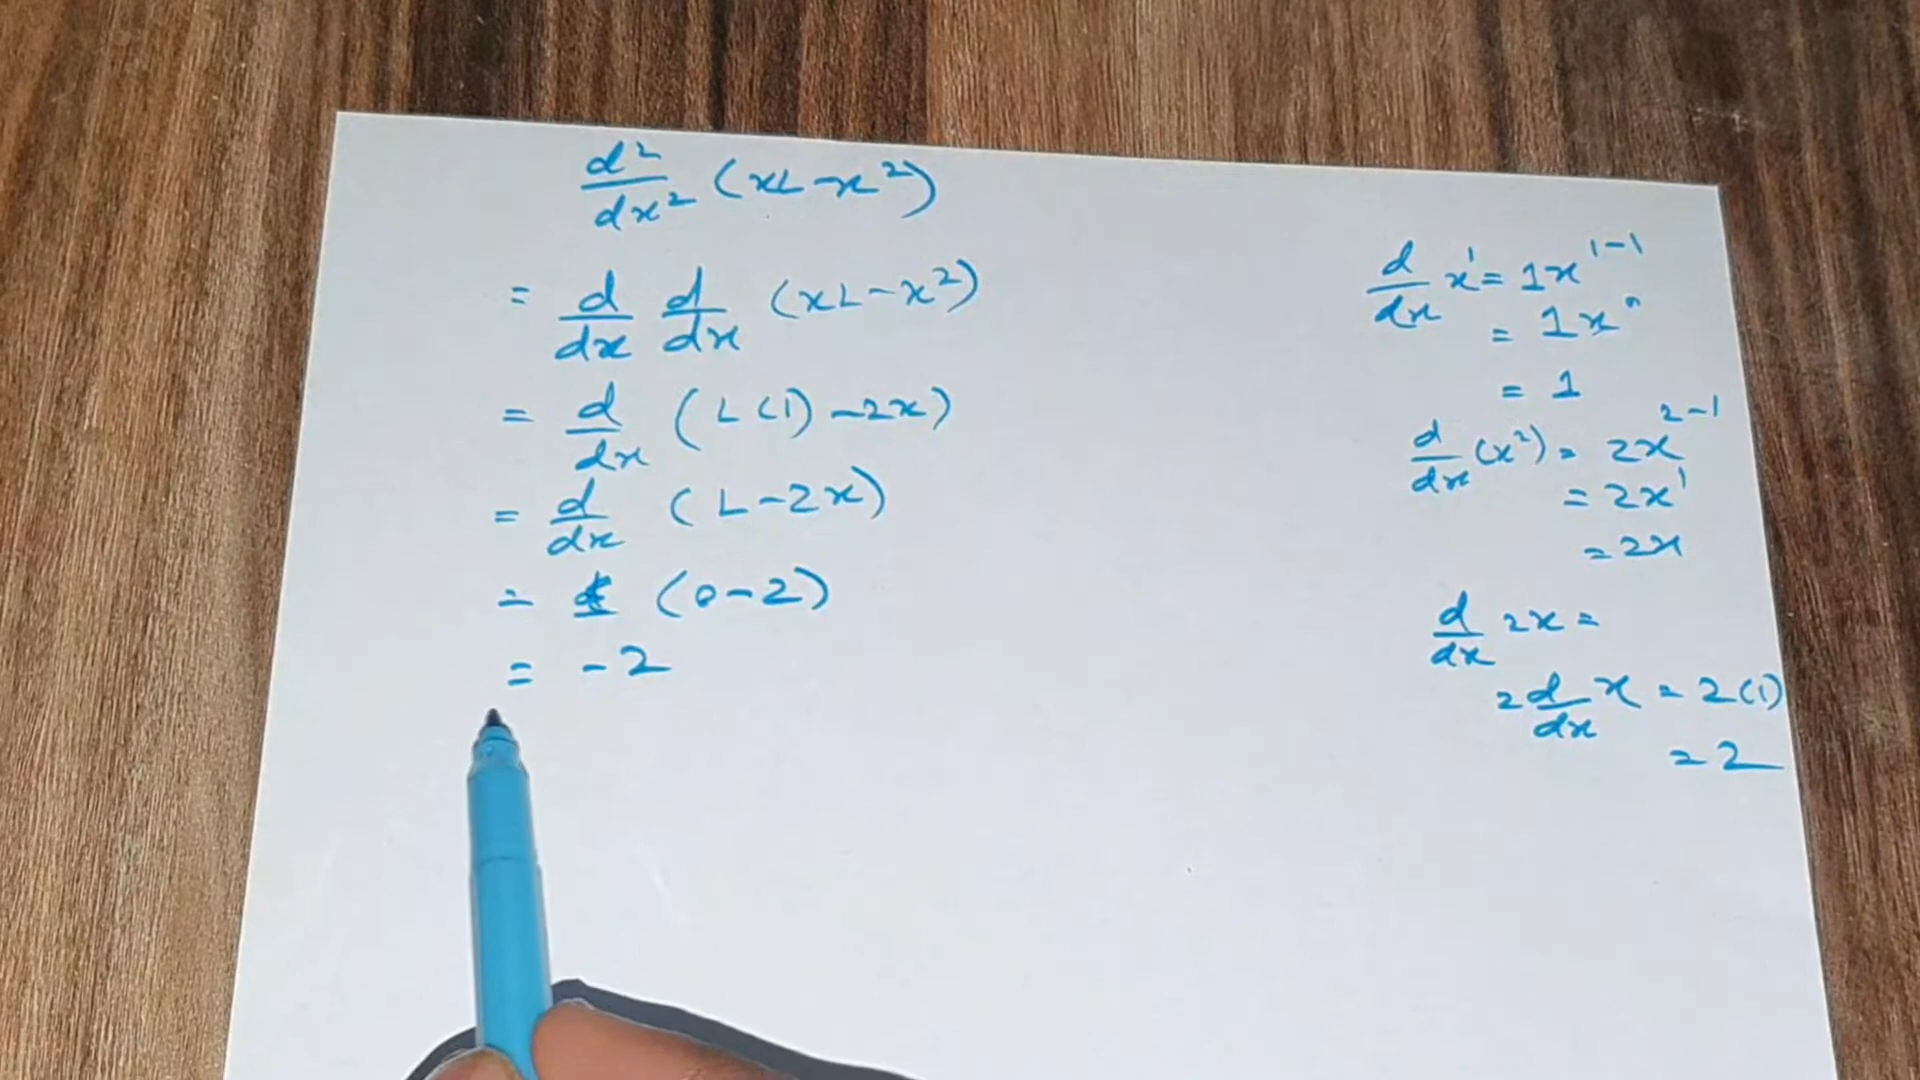 d²/dx² (xL-x²)
= d/dx d/dx (xL-x²)
= d/dx (L(1)-2x)
= d/dx (L-2x)
= (0-2)
= -2
d/dx x¹ = 1x¹⁻¹
= 1x⁰
= 1
d/dx (x²) = 2x²⁻¹
= 2x¹
= 2x
d/dx 2x =
2 d/dx x = 2(1)
= 2